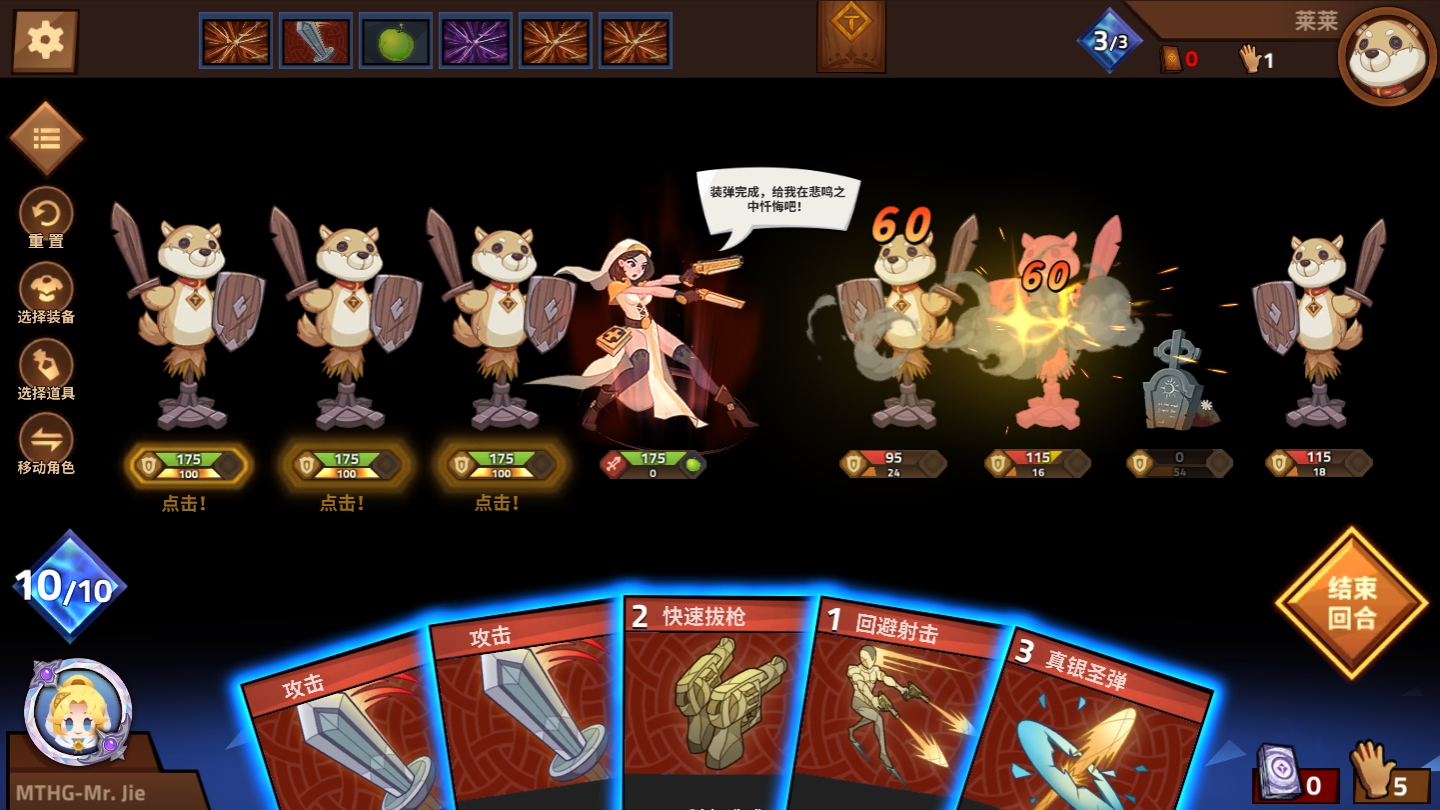 3/3
莱莱
0
1
重置
选择装备
选择道具
移动角色
装弹完成，给我在悲鸣之
中忏悔吧！
60
60
175
100
点击！
175
100
点击！
175
100
点击！
175
0
95
24
115
16
0
54
115
18
10/10
结束
回合
攻击
攻击
2 快速拔枪
1 回避射击
3 真银圣弹
MTHG-Mr. Jie
0
5